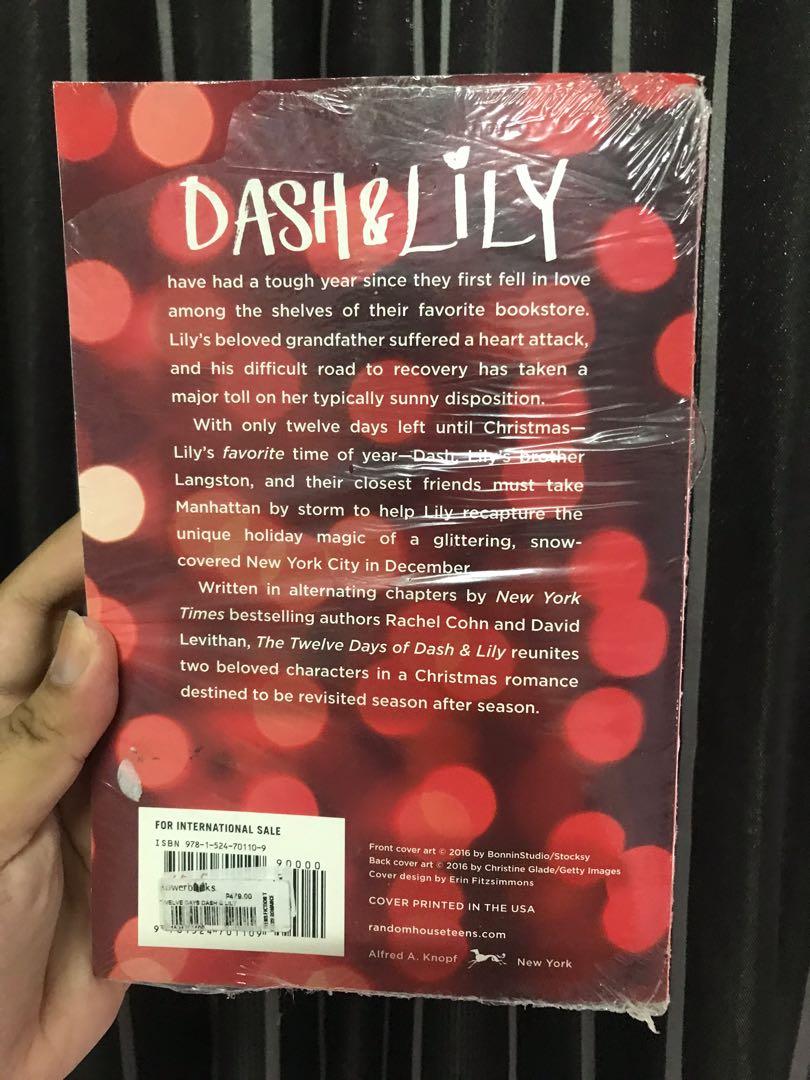 DASH & LILY
have had a tough year since they first fell in love
among the shelves of their favorite bookstore.
Lily's beloved grandfather suffered a heart attack,
and his difficult road to recovery has taken a
major toll on her typically sunny disposition.
With only twelve days left until Christmas—
Lily's favorite time of year—Dash, Lily's brother
Langston, and their closest friends must take
Manhattan by storm to help Lily recapture the
unique holiday magic of a glittering, snow-
covered New York City in December.
Written in alternating chapters by New York
Times bestselling authors Rachel Cohn and David
Levithan, The Twelve Days of Dash & Lily reunites
two beloved characters in a Christmas romance
destined to be revisited season after season.
FOR INTERNATIONAL SALE
ISBN 978-1-524-70110-9
90000
P479.00
TWELVE DAYS DASH & LILY
9 781524 701109
Front cover art © 2016 by BonninStudio/Stocksy
Back cover art © 2016 by Christine Glade/Getty Images
Cover design by Erin Fitzsimmons
COVER PRINTED IN THE USA
randomhouseteens.com
Alfred A. Knopf New York